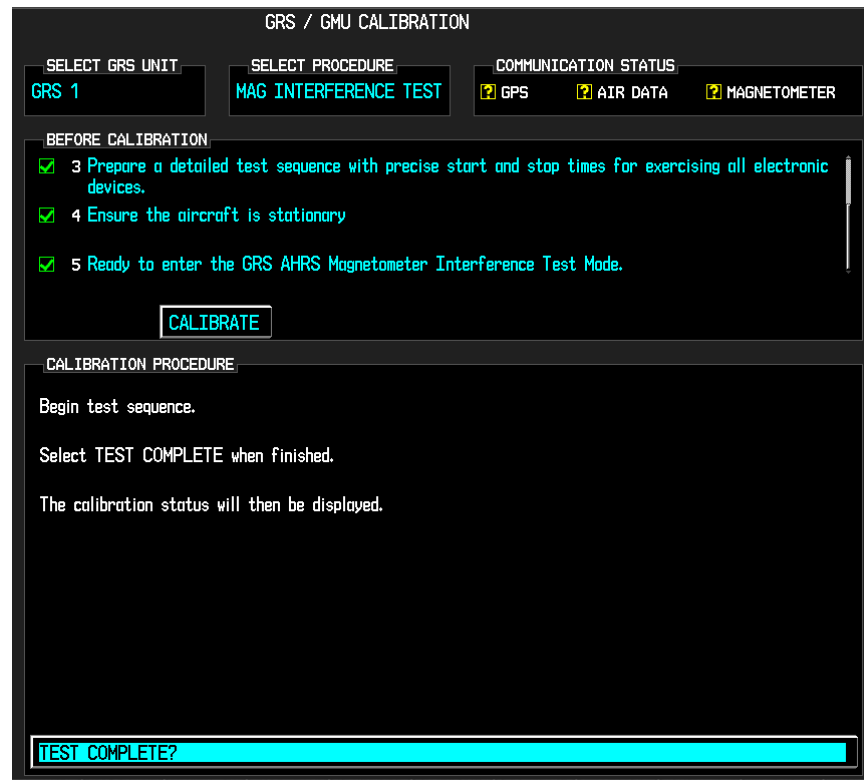 GRS / GMU CALIBRATION
SELECT GRS UNIT
GRS 1
SELECT PROCEDURE
MAG INTERFERENCE TEST
COMMUNICATION STATUS
? GPS ? AIR DATA ? MAGNETOMETER
BEFORE CALIBRATION
3 Prepare a detailed test sequence with precise start and stop times for exercising all electronic
devices.
4 Ensure the aircraft is stationary
5 Ready to enter the GRS AHRS Magnetometer Interference Test Mode.
CALIBRATE
CALIBRATION PROCEDURE
Begin test sequence.
Select TEST COMPLETE when finished.
The calibration status will then be displayed.
TEST COMPLETE?